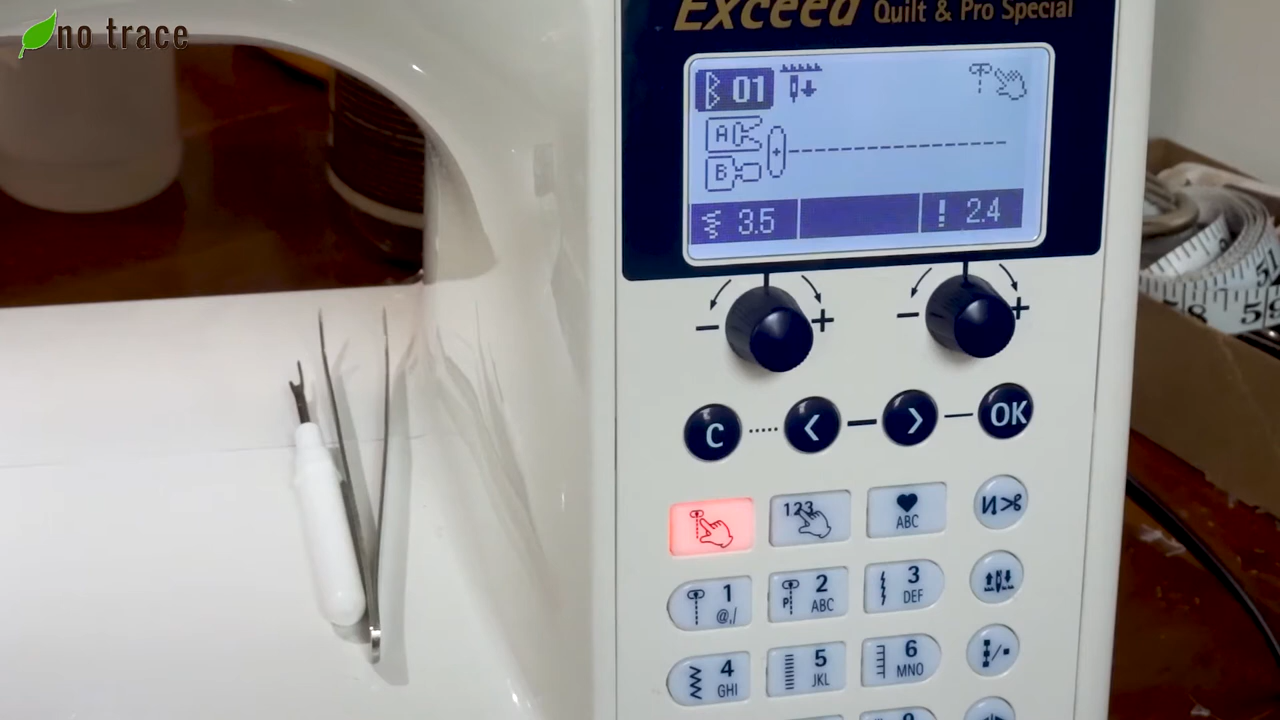 no trace
Exceed Quilt & Pro Special
01
A
B
3.5 ! 2.4
− + − +
C < > OK
123 ♥ ABC
1 @,/ P 2 ABC 3 DEF
4 GHI 5 JKL 6 MNO